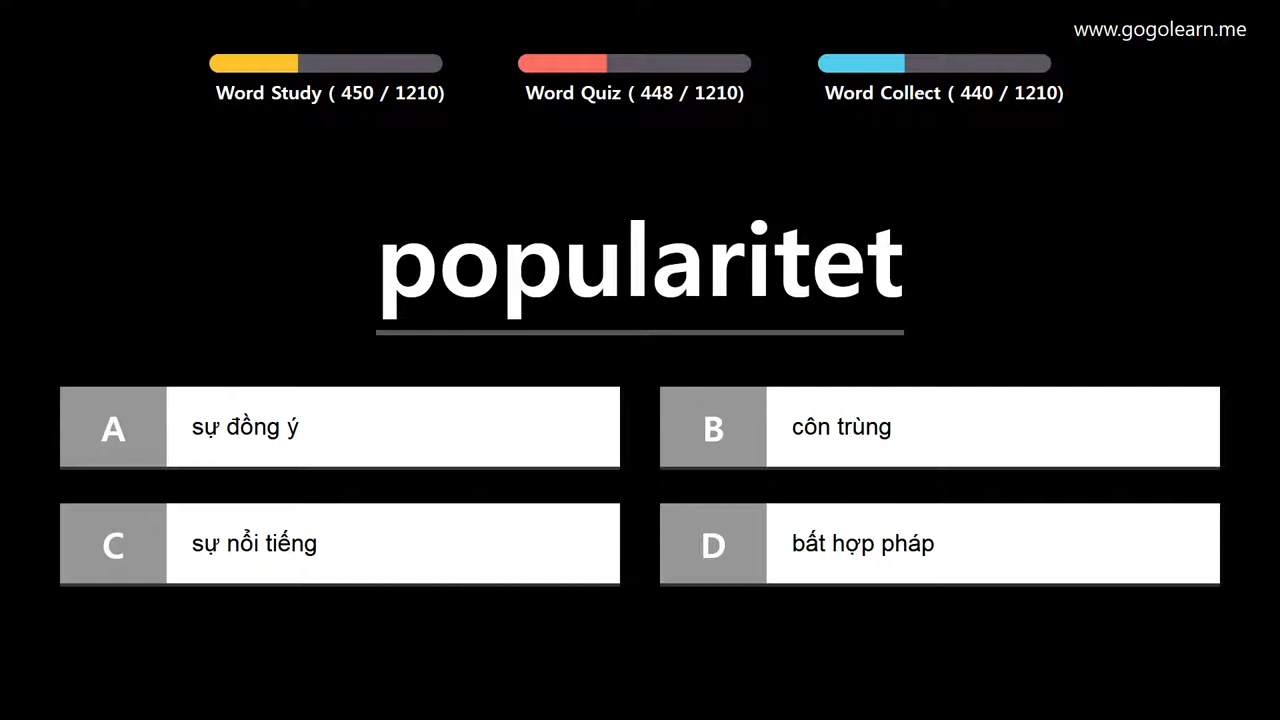 www.gogolearn.me
Word Study ( 450 / 1210)
Word Quiz ( 448 / 1210)
Word Collect ( 440 / 1210)
popularitet
A sự đồng ý
B côn trùng
C sự nổi tiếng
D bất hợp pháp